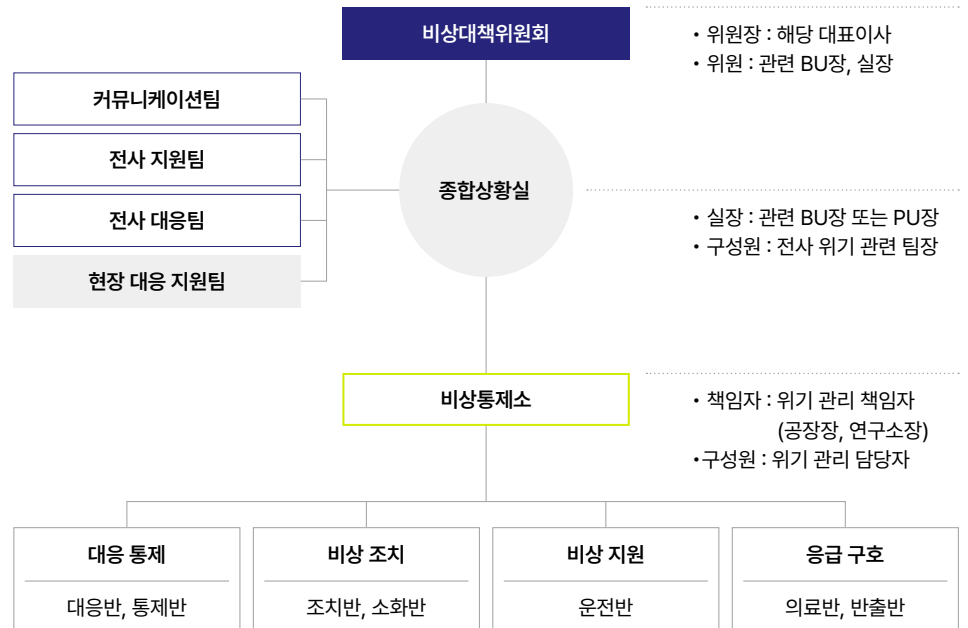 비상대책위원회
• 위원장 : 해당 대표이사
• 위원 : 관련 BU장, 실장
커뮤니케이션팀
전사 지원팀
전사 대응팀
현장 대응 지원팀
종합상황실
• 실장 : 관련 BU장 또는 PU장
• 구성원 : 전사 위기 관련 팀장
비상통제소
• 책임자 : 위기 관리 책임자
(공장장, 연구소장)
•구성원 : 위기 관리 담당자
대응 통제
대응반, 통제반
비상 조치
조치반, 소화반
비상 지원
운전반
응급 구호
의료반, 반출반